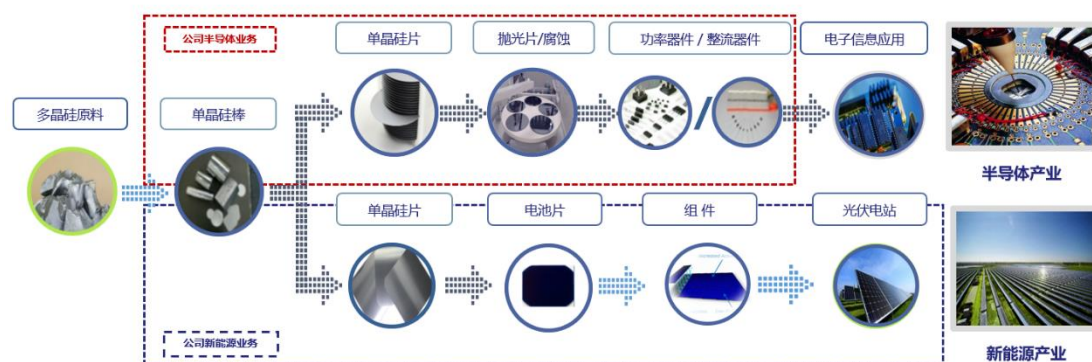 公司半导体业务
单晶硅片
抛光片/腐蚀
功率器件 / 整流器件
电子信息应用
多晶硅原料
单晶硅棒
/
半导体产业
单晶硅片
电池片
组 件
光伏电站
公司新能源业务
新能源产业